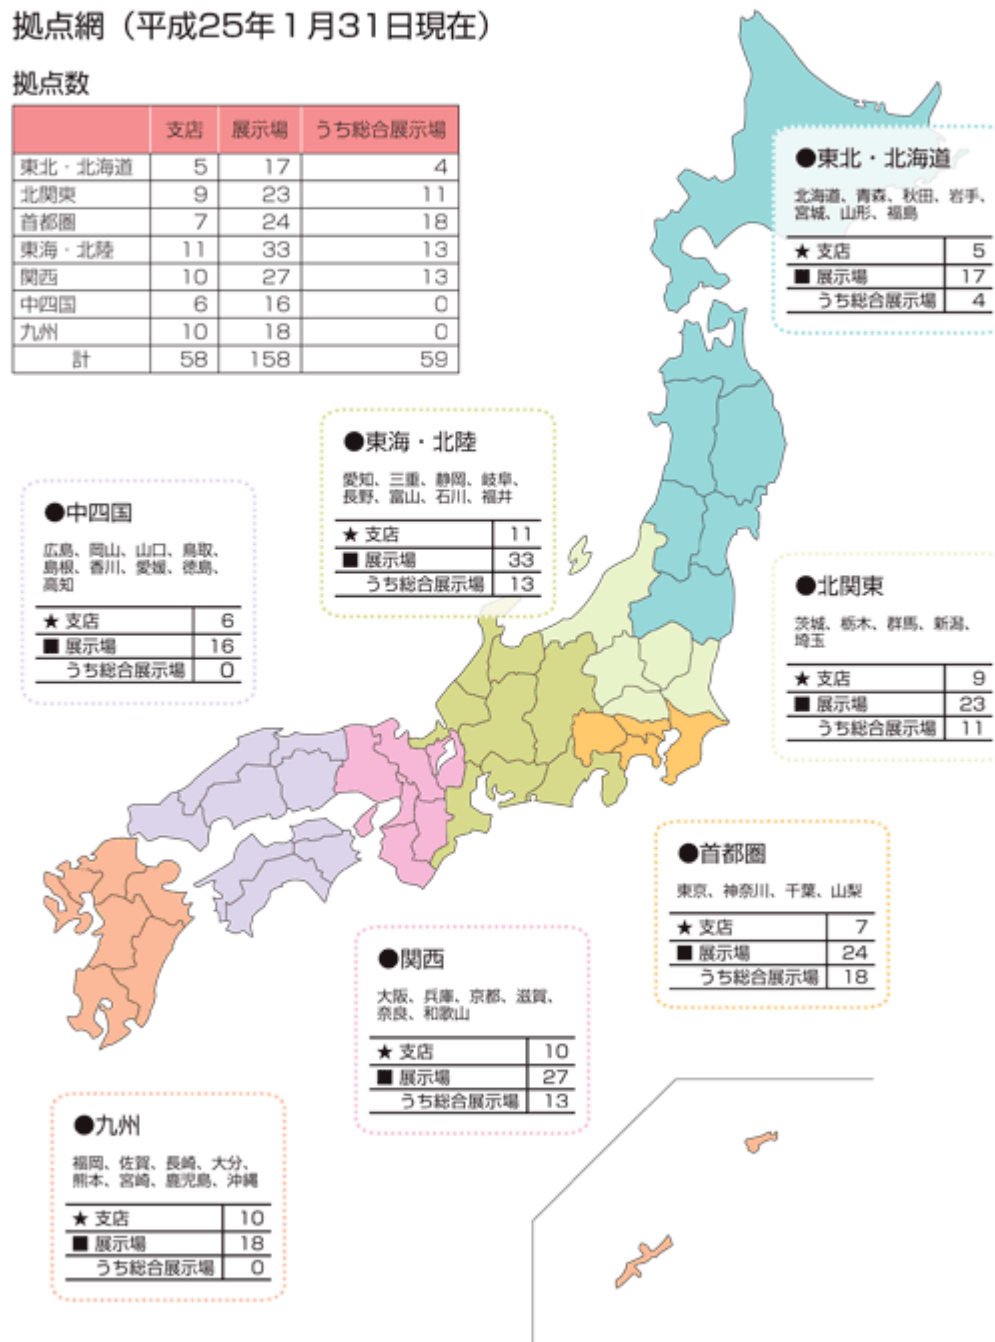 拠点網（平成25年1月31日現在）
拠点数
支店 展示場 うち総合展示場
東北・北海道 5 17 4
北関東 9 23 11
首都圏 7 24 18
東海・北陸 11 33 13
関西 10 27 13
中四国 6 16 0
九州 10 18 0
計 58 158 59
●東北・北海道
北海道、青森、秋田、岩手、
宮城、山形、福島
★ 支店 5
■ 展示場 17
うち総合展示場 4
●東海・北陸
愛知、三重、静岡、岐阜、
長野、富山、石川、福井
★ 支店 11
■ 展示場 33
うち総合展示場 13
●中四国
広島、岡山、山口、鳥取、
島根、香川、愛媛、徳島、
高知
★ 支店 6
■ 展示場 16
うち総合展示場 0
●北関東
茨城、栃木、群馬、新潟、
埼玉
★ 支店 9
■ 展示場 23
うち総合展示場 11
●首都圏
東京、神奈川、千葉、山梨
★ 支店 7
■ 展示場 24
うち総合展示場 18
●関西
大阪、兵庫、京都、滋賀、
奈良、和歌山
★ 支店 10
■ 展示場 27
うち総合展示場 13
●九州
福岡、佐賀、長崎、大分、
熊本、宮崎、鹿児島、沖縄
★ 支店 10
■ 展示場 18
うち総合展示場 0